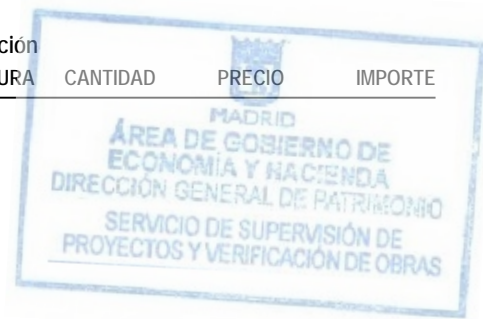 ción
URA CANTIDAD PRECIO IMPORTE
MADRID
ÁREA DE GOBIERNO DE
ECONOMÍA Y HACIENDA
DIRECCIÓN GENERAL DE PATRIMONIO
SERVICIO DE SUPERVISIÓN DE
PROYECTOS Y VERIFICACIÓN DE OBRAS